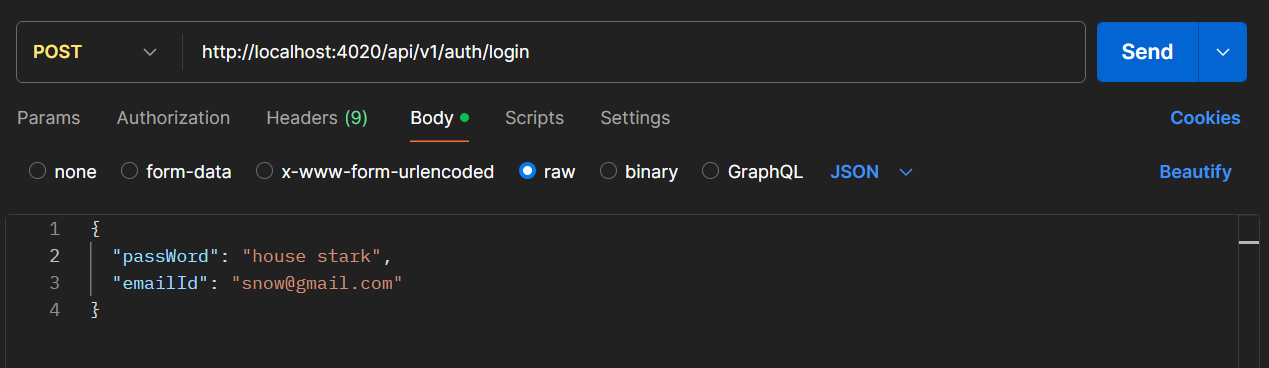 POST http://localhost:4020/api/v1/auth/login Send
Params Authorization Headers (9) Body Scripts Settings Cookies
none form-data x-www-form-urlencoded raw binary GraphQL JSON Beautify
1 {
2 "passWord": "house stark",
3 "emailId": "snow@gmail.com"
4 }